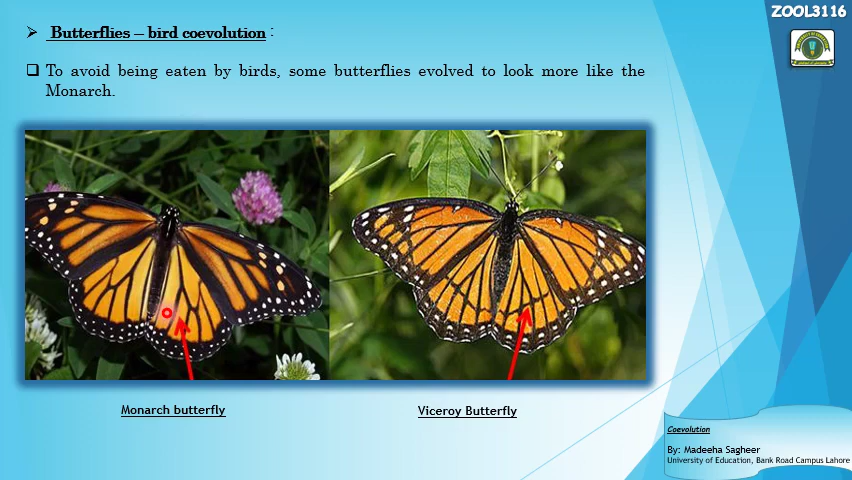 ZOOL3116
➢ Butterflies – bird coevolution :
❑ To avoid being eaten by birds, some butterflies evolved to look more like the
Monarch.
Monarch butterfly
Viceroy Butterfly
Coevolution
By: Madeeha Sagheer
University of Education, Bank Road Campus Lahore